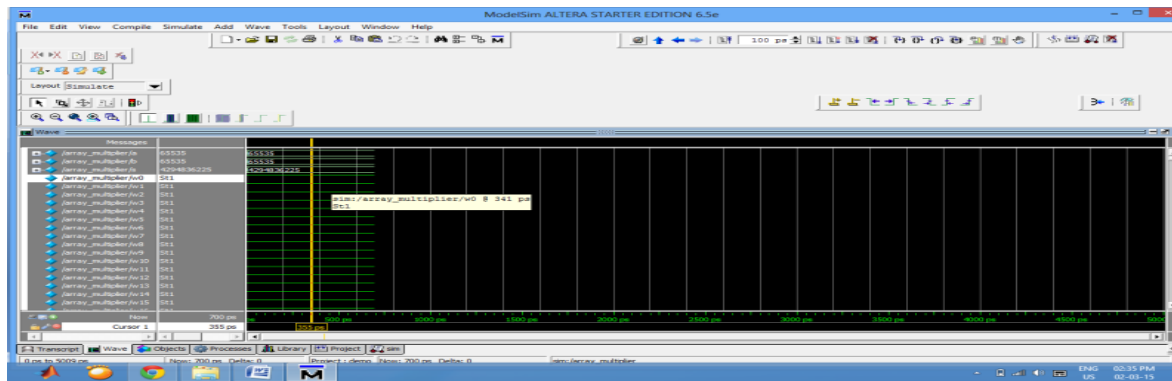 ModelSim ALTERA STARTER EDITION 6.5e
File Edit View Compile Simulate Add Wave Tools Layout Window Help
100 ps
Layout Simulate
Wave
Messages
/array_multiplier/a 65535 65535
/array_multiplier/b 65535 65535
/array_multiplier/s 4294836225 4294836225
/array_multiplier/w0 St1
/array_multiplier/w1 St1
/array_multiplier/w2 St1
/array_multiplier/w3 St1
/array_multiplier/w4 St1
/array_multiplier/w5 St1
/array_multiplier/w6 St1
/array_multiplier/w7 St1
/array_multiplier/w8 St1
/array_multiplier/w9 St1
/array_multiplier/w10 St1
/array_multiplier/w11 St1
/array_multiplier/w12 St1
/array_multiplier/w13 St1
/array_multiplier/w14 St1
/array_multiplier/w15 St1
sim:/array_multiplier/w0 @ 341 ps
St1
Now 700 ps 500 ps 1000 ps 1500 ps 2000 ps 2500 ps 3000 ps 3500 ps 4000 ps 4500 ps
Cursor 1 355 ps 355 ps
Transcript Wave Objects Processes Library Project sim
0 ps to 5009 ps Now: 700 ps Delta: 0 Project : demo Now: 700 ps Delta: 0 sim:/array_multiplier
ENG 02:35 PM
US 02-03-15